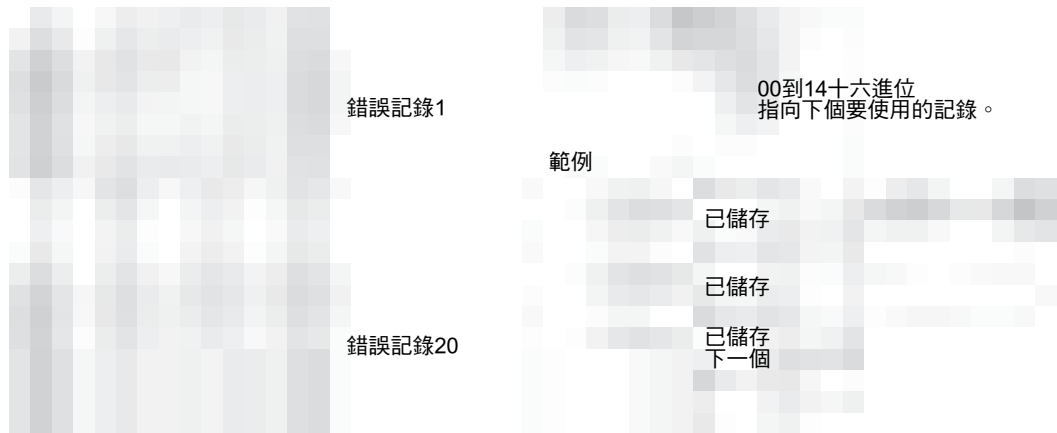 錯誤記錄1
錯誤記錄20
00到14十六進位
指向下個要使用的記錄。
範例
已儲存
已儲存
已儲存
下一個